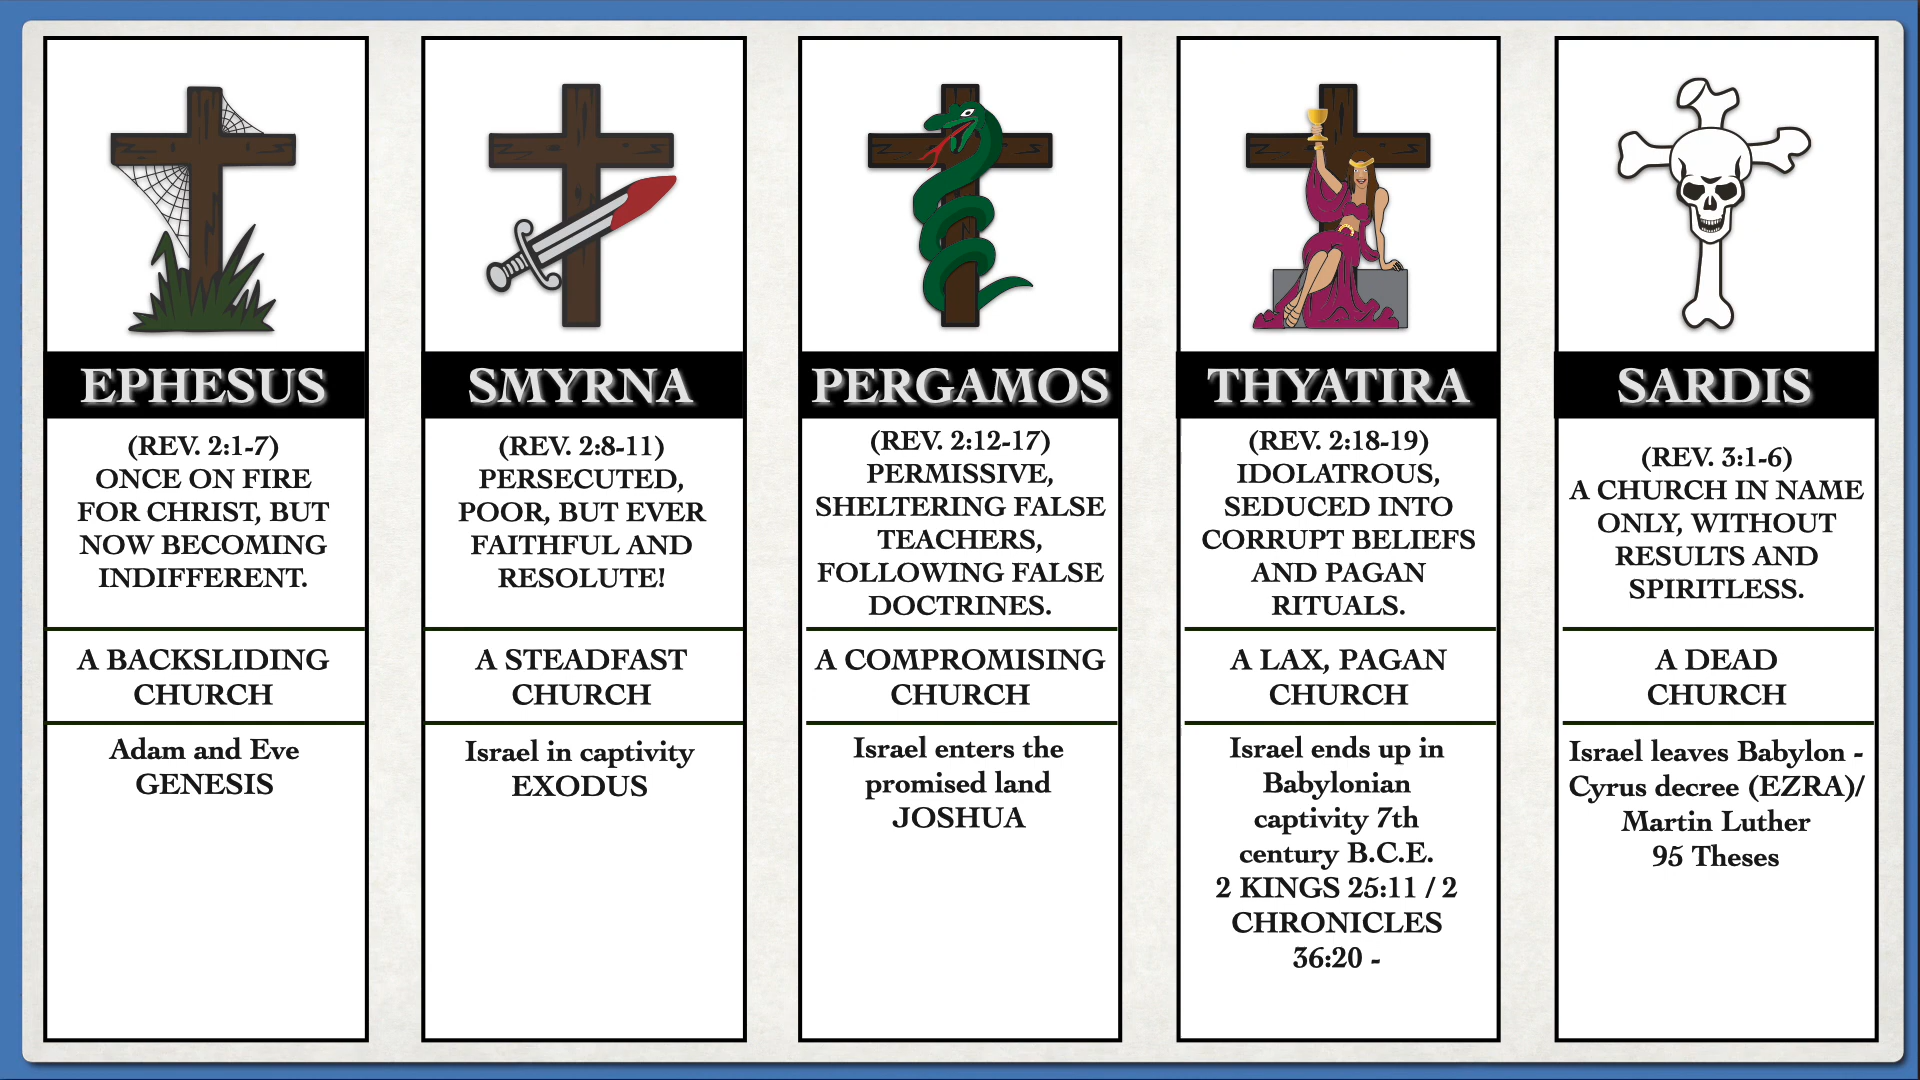 EPHESUS
(REV. 2:1-7)
ONCE ON FIRE
FOR CHRIST, BUT
NOW BECOMING
INDIFFERENT.
A BACKSLIDING
CHURCH
Adam and Eve
GENESIS
SMYRNA
(REV. 2:8-11)
PERSECUTED,
POOR, BUT EVER
FAITHFUL AND
RESOLUTE!
A STEADFAST
CHURCH
Israel in captivity
EXODUS
PERGAMOS
(REV. 2:12-17)
PERMISSIVE,
SHELTERING FALSE
TEACHERS,
FOLLOWING FALSE
DOCTRINES.
A COMPROMISING
CHURCH
Israel enters the
promised land
JOSHUA
THYATIRA
(REV. 2:18-19)
IDOLATROUS,
SEDUCED INTO
CORRUPT BELIEFS
AND PAGAN
RITUALS.
A LAX, PAGAN
CHURCH
Israel ends up in
Babylonian
captivity 7th
century B.C.E.
2 KINGS 25:11 / 2
CHRONICLES
36:20 -
SARDIS
(REV. 3:1-6)
A CHURCH IN NAME
ONLY, WITHOUT
RESULTS AND
SPIRITLESS.
A DEAD
CHURCH
Israel leaves Babylon -
Cyrus decree (EZRA)/
Martin Luther
95 Theses